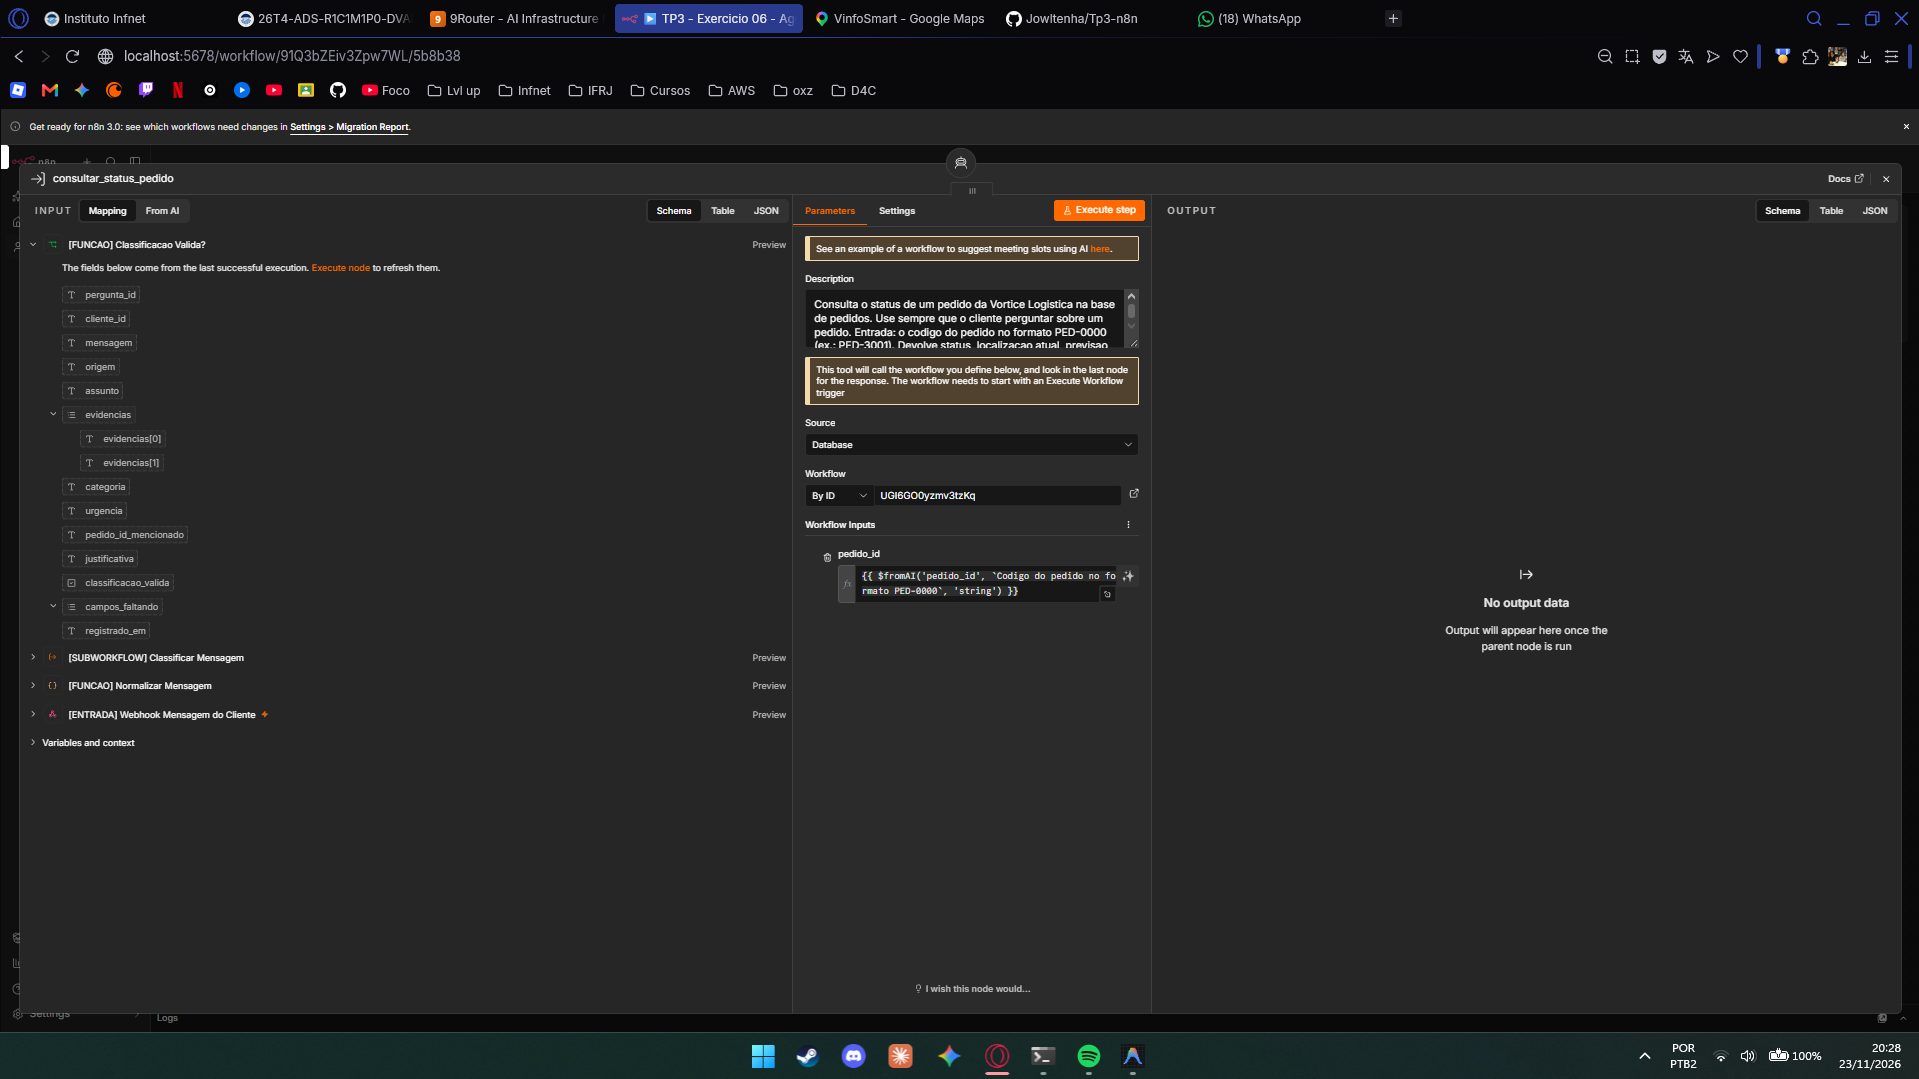 Instituto Infnet
26T4-ADS-R1C1M1P0-DVA
9Router - AI Infrastructure
TP3 - Exercicio 06 - Ag
VinfoSmart - Google Maps
Jowltenha/Tp3-n8n
(18) WhatsApp
localhost:5678/workflow/91Q3bZEiv3Zpw7WL/5b8b38
Foco
Lvl up
Infnet
IFRJ
Cursos
AWS
oxz
D4C
Get ready for n8n 3.0: see which workflows need changes in Settings > Migration Report.
n8n
consultar_status_pedido
Docs
INPUT
Mapping
From AI
Schema
Table
JSON
[FUNCAO] Classificacao Valida?
Preview
The fields below come from the last successful execution. Execute node to refresh them.
T pergunta_id
T cliente_id
T mensagem
T origem
T assunto
evidencias
T evidencias[0]
T evidencias[1]
T categoria
T urgencia
T pedido_id_mencionado
T justificativa
classificacao_valida
campos_faltando
T registrado_em
[SUBWORKFLOW] Classificar Mensagem
Preview
[FUNCAO] Normalizar Mensagem
Preview
[ENTRADA] Webhook Mensagem do Cliente
Preview
Variables and context
Parameters
Settings
Execute step
See an example of a workflow to suggest meeting slots using AI here.
Description
Consulta o status de um pedido da Vortice Logistica na base
de pedidos. Use sempre que o cliente perguntar sobre um
pedido. Entrada: o codigo do pedido no formato PED-0000
(ex.: PED-3001). Devolve status, localizacao atual, previsao
This tool will call the workflow you define below, and look in the last node
for the response. The workflow needs to start with an Execute Workflow
trigger
Source
Database
Workflow
By ID
UGI6GO0yzmv3tzKq
Workflow Inputs
pedido_id
fx
{{ $fromAI('pedido_id', `Codigo do pedido no fo
rmato PED-0000`, 'string') }}
I wish this node would...
OUTPUT
Schema
Table
JSON
No output data
Output will appear here once the
parent node is run
Settings
Logs
POR
PTB2
100%
20:28
23/11/2026